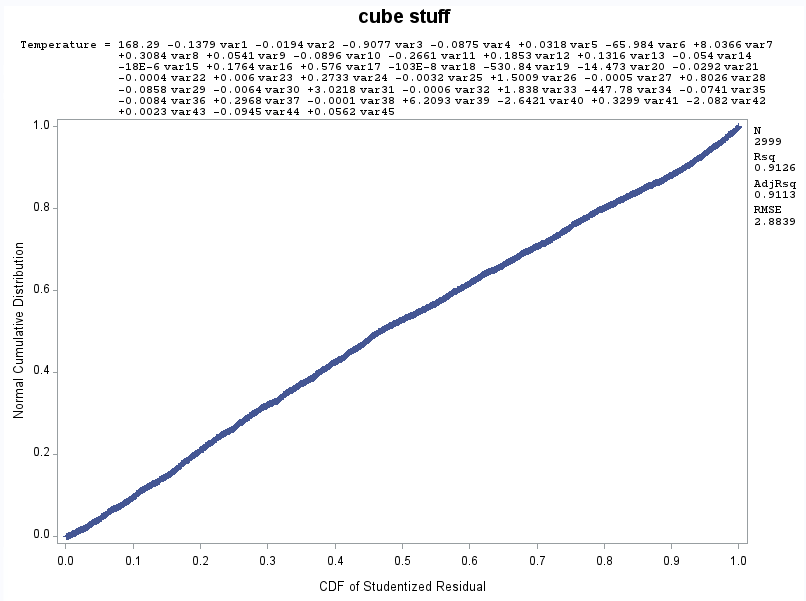 cube stuff
Temperature = 168.29 -0.1379 var1 -0.0194 var2 -0.9077 var3 -0.0875 var4 +0.0318 var5 -65.984 var6 +8.0366 var7
+0.3084 var8 +0.0541 var9 -0.0896 var10 -0.2661 var11 +0.1853 var12 +0.1316 var13 -0.054 var14
-18E-6 var15 +0.1764 var16 +0.576 var17 -103E-8 var18 -530.84 var19 -14.473 var20 -0.0292 var21
-0.0004 var22 +0.006 var23 +0.2733 var24 -0.0032 var25 +1.5009 var26 -0.0005 var27 +0.8026 var28
-0.0858 var29 -0.0064 var30 +3.0218 var31 -0.0006 var32 +1.838 var33 -447.78 var34 -0.0741 var35
-0.0084 var36 +0.2968 var37 -0.0001 var38 +6.2093 var39 -2.6421 var40 +0.3299 var41 -2.082 var42
+0.0023 var43 -0.0945 var44 +0.0562 var45
N
2999
Rsq
0.9126
AdjRsq
0.9113
RMSE
2.8839
Normal Cumulative Distribution
1.0
0.8
0.6
0.4
0.2
0.0
0.0 0.1 0.2 0.3 0.4 0.5 0.6 0.7 0.8 0.9 1.0
CDF of Studentized Residual